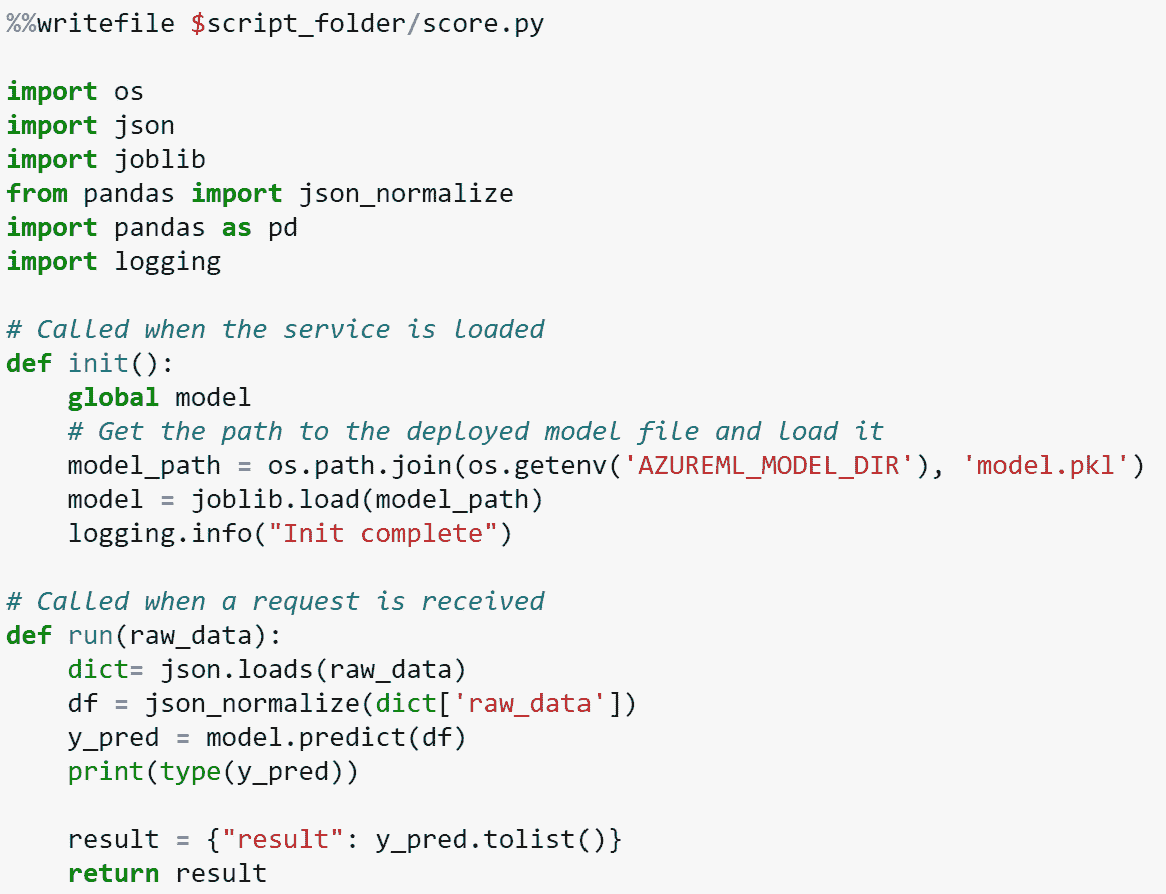 %%writefile $script_folder/score.py

import os
import json
import joblib
from pandas import json_normalize
import pandas as pd
import logging

# Called when the service is loaded
def init():
    global model
    # Get the path to the deployed model file and load it
    model_path = os.path.join(os.getenv('AZUREML_MODEL_DIR'), 'model.pkl')
    model = joblib.load(model_path)
    logging.info("Init complete")

# Called when a request is received
def run(raw_data):
    dict= json.loads(raw_data)
    df = json_normalize(dict['raw_data'])
    y_pred = model.predict(df)
    print(type(y_pred))

    result = {"result": y_pred.tolist()}
    return result